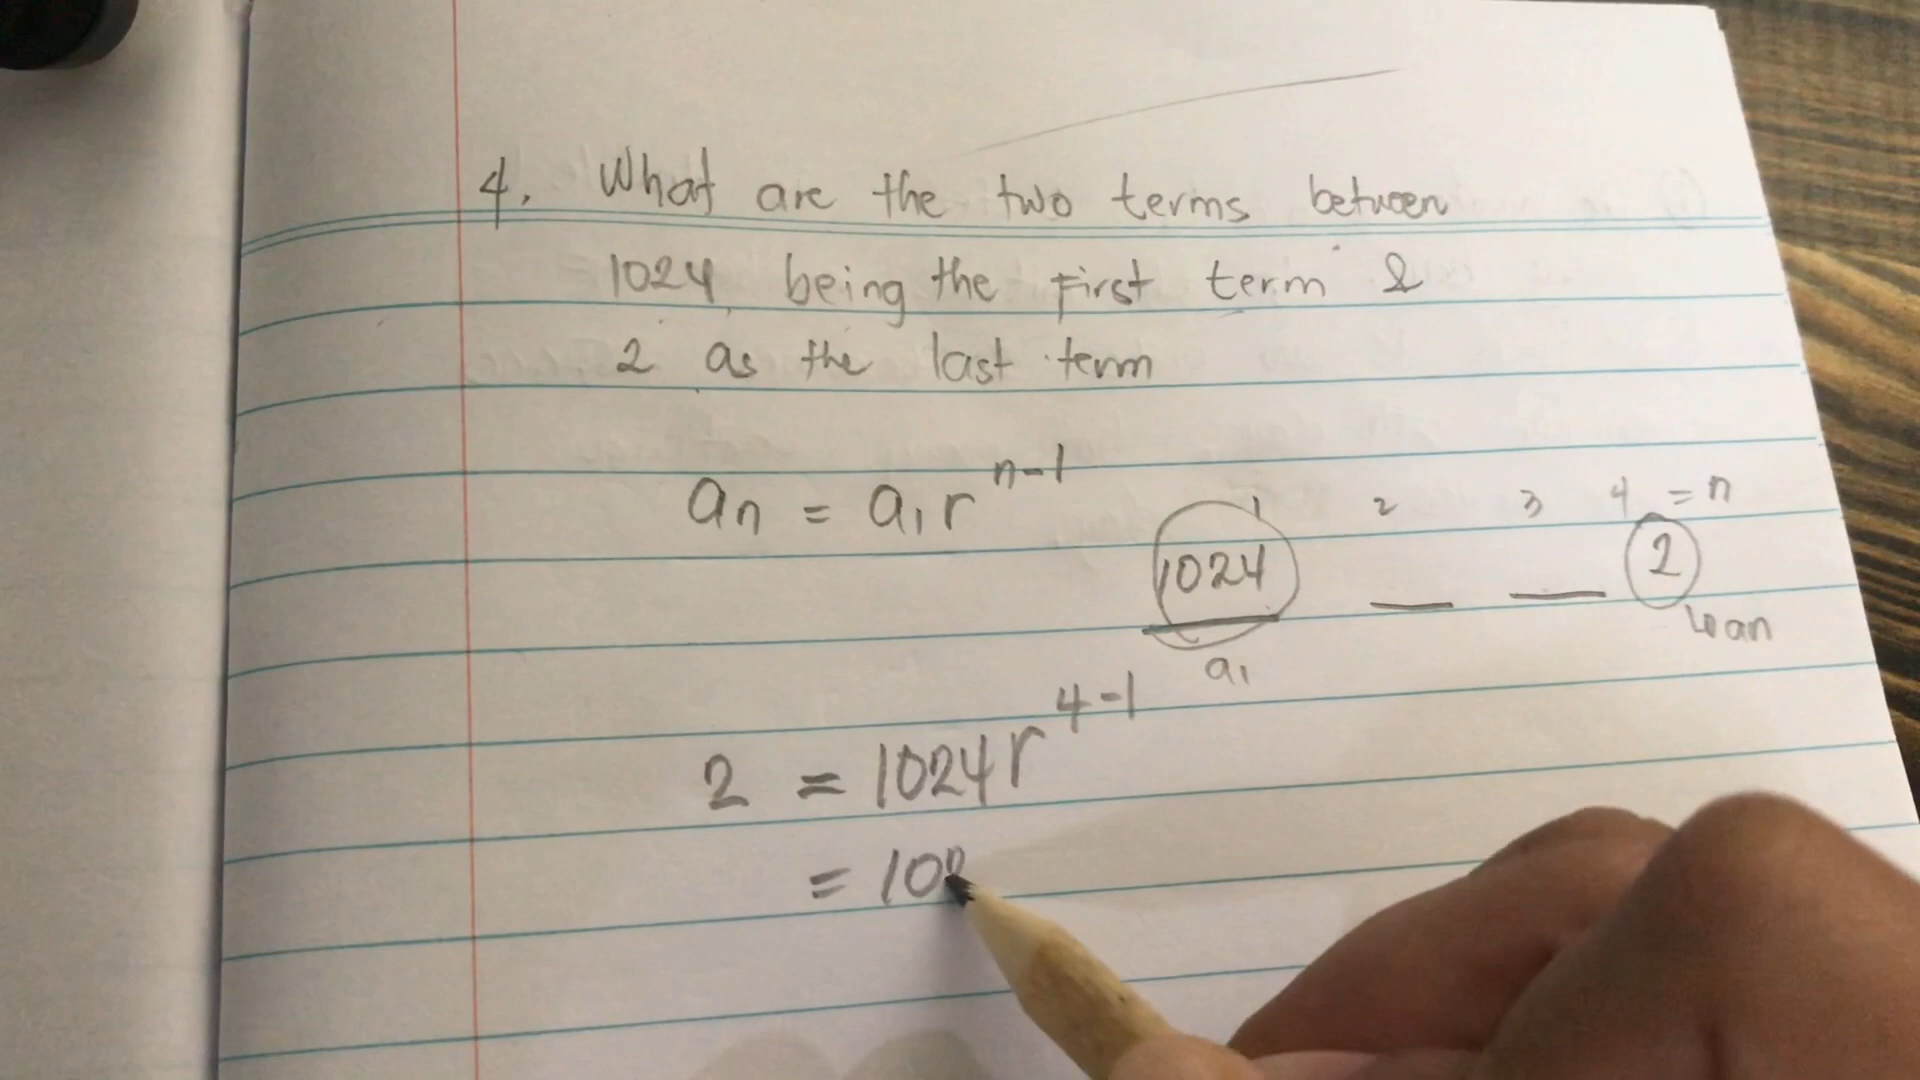 4. What are the two terms between
1024 being the first term &
2 as the last term
an = a₁r^n-1
1 2 3 4 = n
1024 __ __ 2
a₁ an
2 = 1024r^4-1
= 10